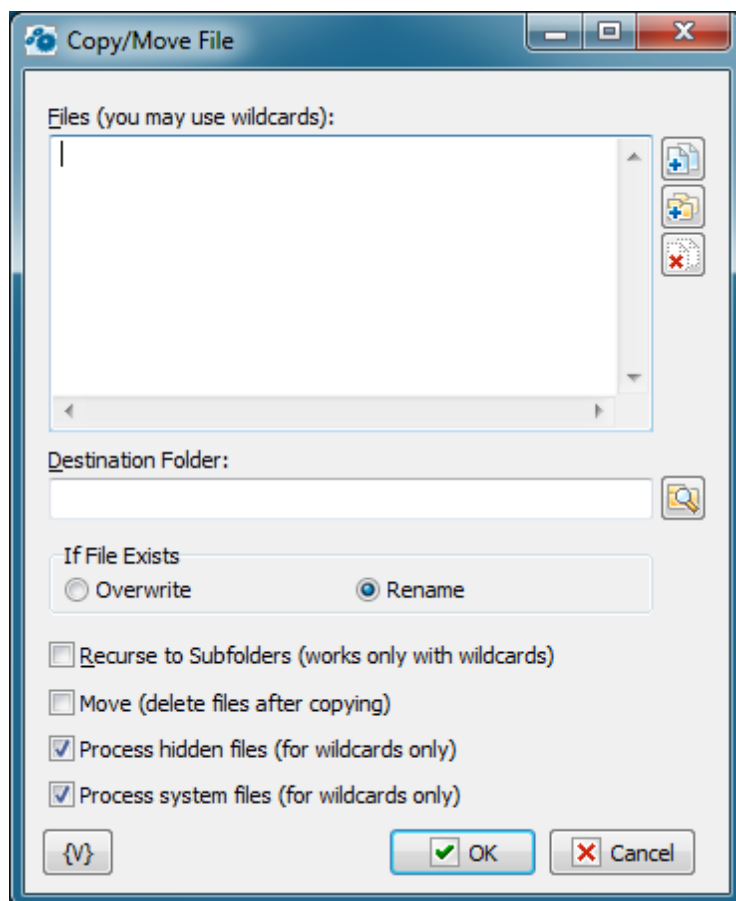 Copy/Move File
Files (you may use wildcards):
Destination Folder:
If File Exists
Overwrite Rename
Recurse to Subfolders (works only with wildcards)
Move (delete files after copying)
Process hidden files (for wildcards only)
Process system files (for wildcards only)
{V} OK Cancel